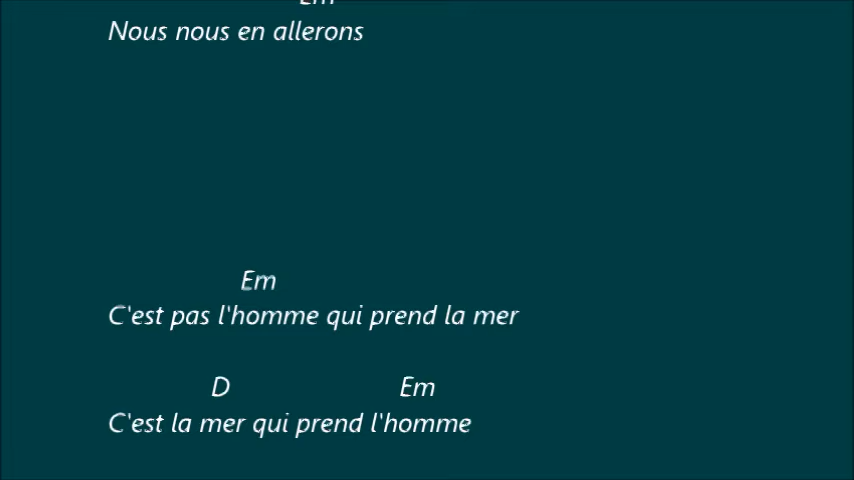 Em
Nous nous en allerons
Em
C'est pas l'homme qui prend la mer
D Em
C'est la mer qui prend l'homme